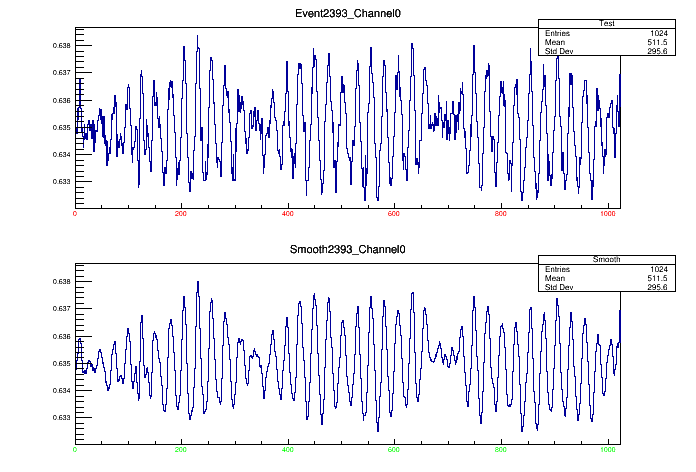 Event2393_Channel0
Test
Entries 1024
Mean 511.5
Std Dev 295.6
0.638
0.637
0.636
0.635
0.634
0.633
0 200 400 600 800 1000
Smooth2393_Channel0
Smooth
Entries 1024
Mean 511.5
Std Dev 295.6
0.638
0.637
0.636
0.635
0.634
0.633
0 200 400 600 800 1000